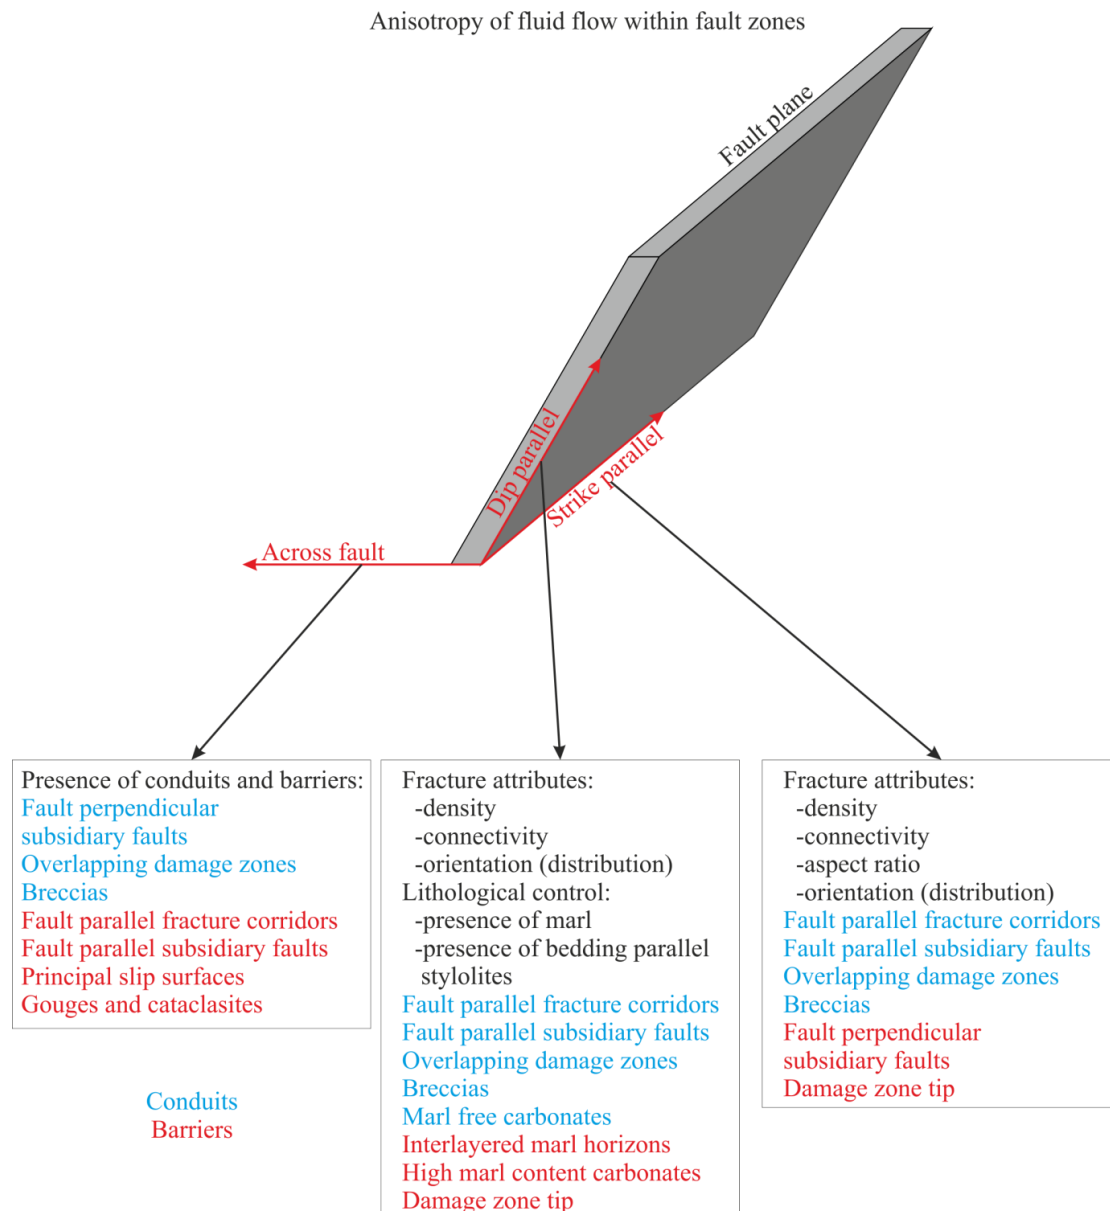 Anisotropy of fluid flow within fault zones
Fault plane
Dip parallel
Strike parallel
Across fault
Presence of conduits and barriers:
Fault perpendicular
subsidiary faults
Overlapping damage zones
Breccias
Fault parallel fracture corridors
Fault parallel subsidiary faults
Principal slip surfaces
Gouges and cataclasites
Conduits
Barriers
Fracture attributes:
-density
-connectivity
-orientation (distribution)
Lithological control:
-presence of marl
-presence of bedding parallel
stylolites
Fault parallel fracture corridors
Fault parallel subsidiary faults
Overlapping damage zones
Breccias
Marl free carbonates
Interlayered marl horizons
High marl content carbonates
Damage zone tip
Fracture attributes:
-density
-connectivity
-aspect ratio
-orientation (distribution)
Fault parallel fracture corridors
Fault parallel subsidiary faults
Overlapping damage zones
Breccias
Fault perpendicular
subsidiary faults
Damage zone tip